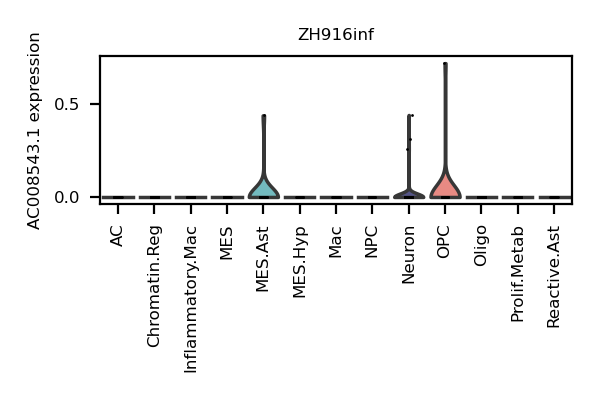 ZH916inf
AC008543.1 expression
0.5
0.0
AC
Chromatin.Reg
Inflammatory.Mac
MES
MES.Ast
MES.Hyp
Mac
NPC
Neuron
OPC
Oligo
Prolif.Metab
Reactive.Ast